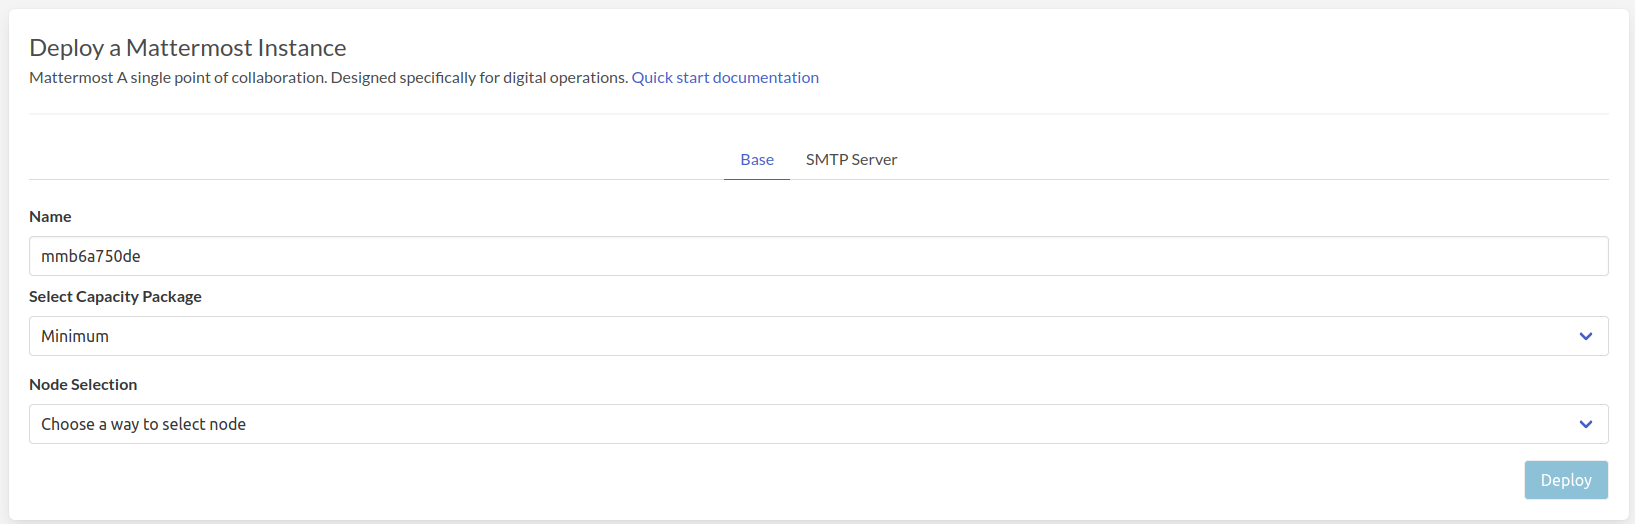 Deploy a Mattermost Instance
Mattermost A single point of collaboration. Designed specifically for digital operations. Quick start documentation
Base SMTP Server
Name
mmb6a750de
Select Capacity Package
Minimum
Node Selection
Choose a way to select node
Deploy